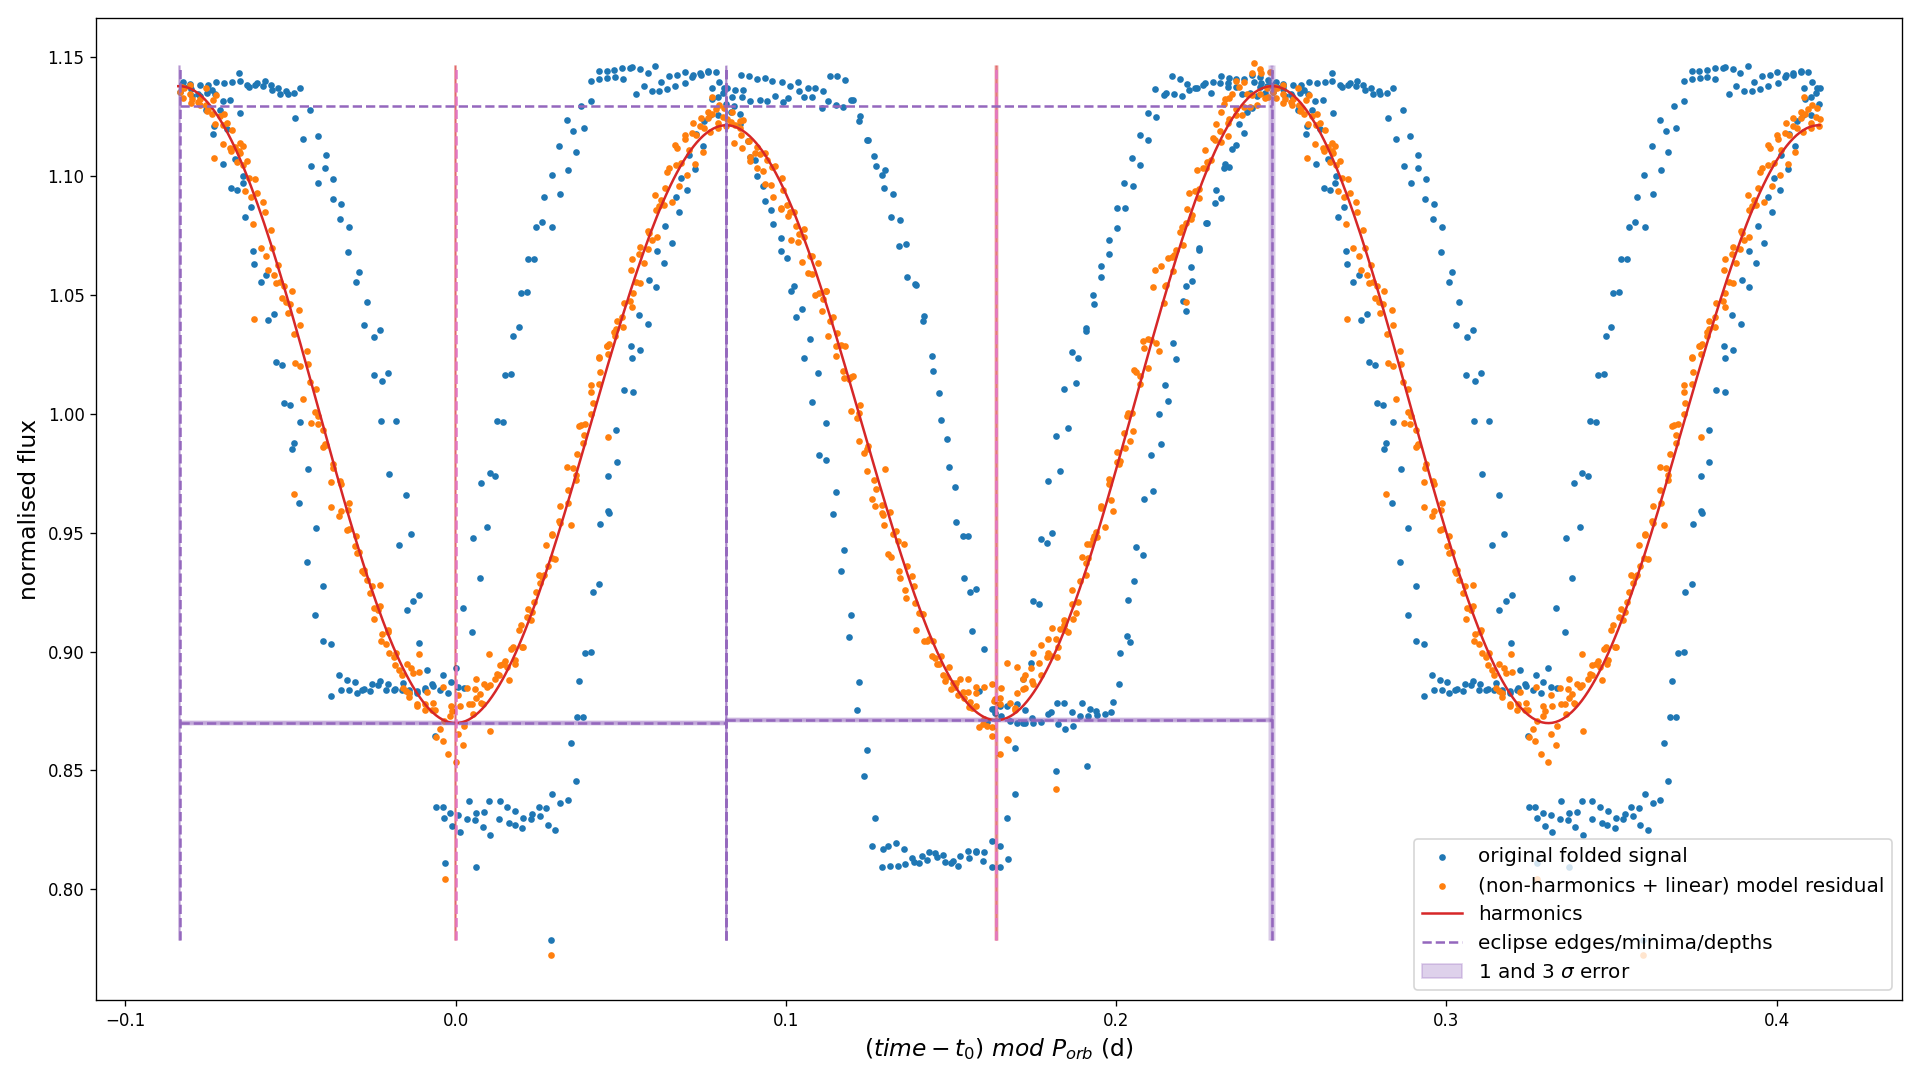 normalised flux
1.15
1.10
1.05
1.00
0.95
0.90
0.85
0.80
original folded signal
(non-harmonics + linear) model residual
harmonics
eclipse edges/minima/depths
1 and 3 σ error
−0.1 0.0 0.1 0.2 0.3 0.4
(time − t₀) mod P_orb (d)